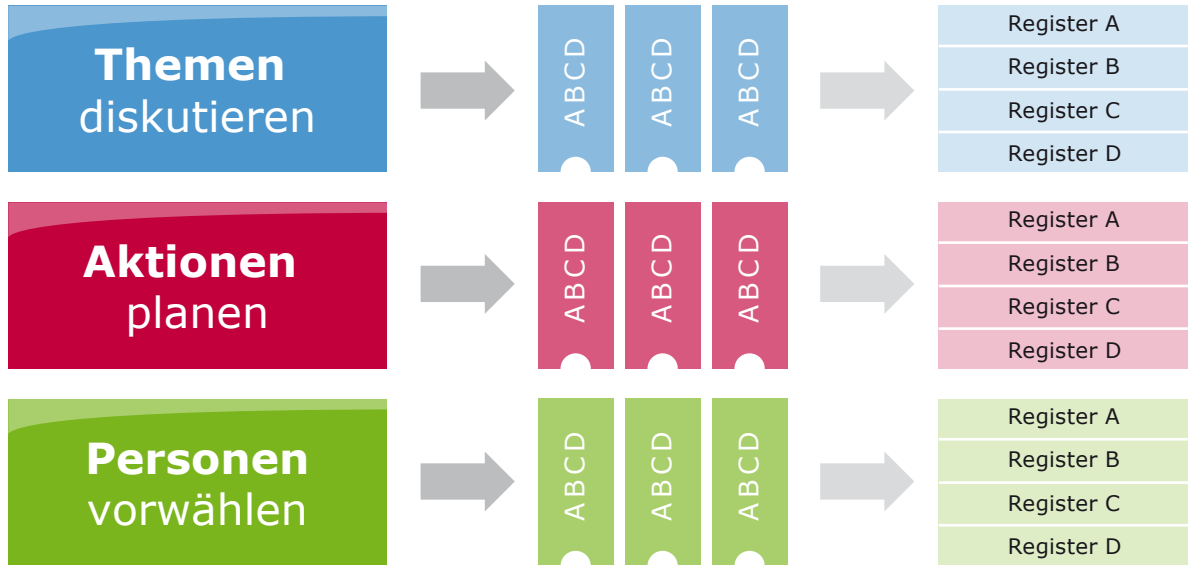 Themen
diskutieren
ABCD
ABCD
ABCD
Register A
Register B
Register C
Register D
Aktionen
planen
ABCD
ABCD
ABCD
Register A
Register B
Register C
Register D
Personen
vorwählen
ABCD
ABCD
ABCD
Register A
Register B
Register C
Register D